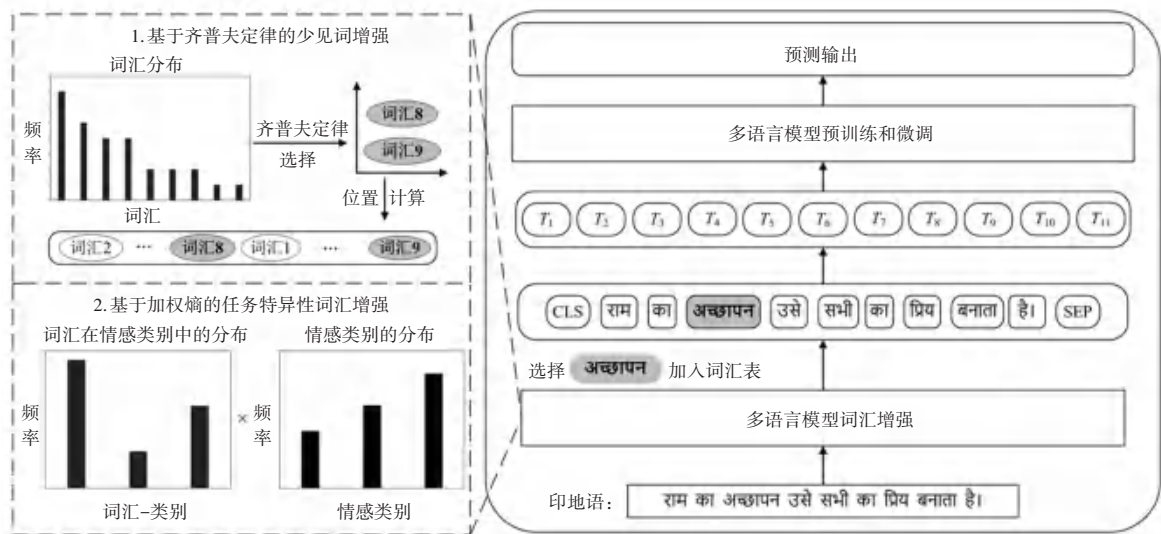 1.基于齐普夫定律的少见词增强
词汇分布
频率
词汇
齐普夫定律
选择
词汇8
词汇9
位置 计算
词汇2 … 词汇8 词汇1 … 词汇9
2.基于加权熵的任务特异性词汇增强
词汇在情感类别中的分布
情感类别的分布
频率
词汇-类别
×
频率
情感类别
预测输出
多语言模型预训练和微调
T1 T2 T3 T4 T5 T6 T7 T8 T9 T10 T11
CLS राम का अच्छापन उसे सभी का प्रिय बनाता है। SEP
选择 अच्छापन 加入词汇表
多语言模型词汇增强
印地语: राम का अच्छापन उसे सभी का प्रिय बनाता है।